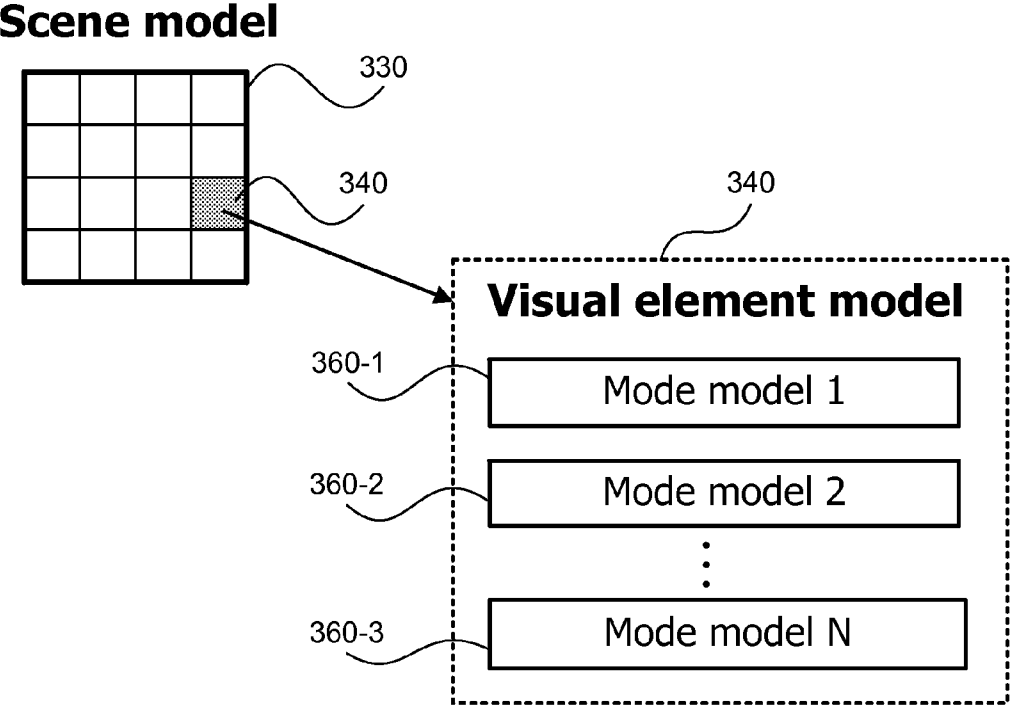 Scene model
330
340
340
Visual element model
360-1
Mode model 1
360-2
Mode model 2
360-3
Mode model N